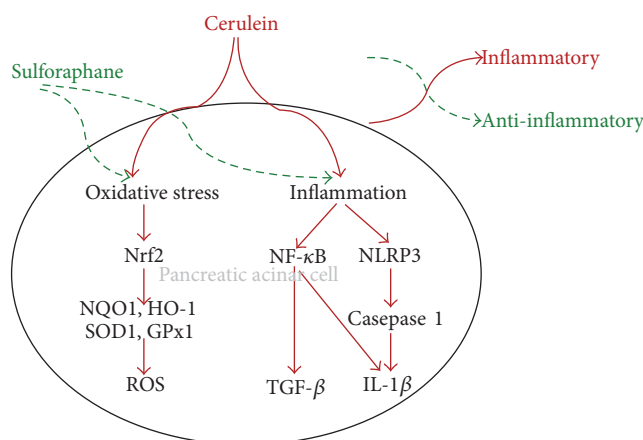 Cerulein
Sulforaphane
Inflammatory
Anti-inflammatory
Oxidative stress
Inflammation
Nrf2
NF-κB
NLRP3
Pancreatic acinar cell
NQO1, HO-1
SOD1, GPx1
Casepase 1
ROS
TGF-β
IL-1β